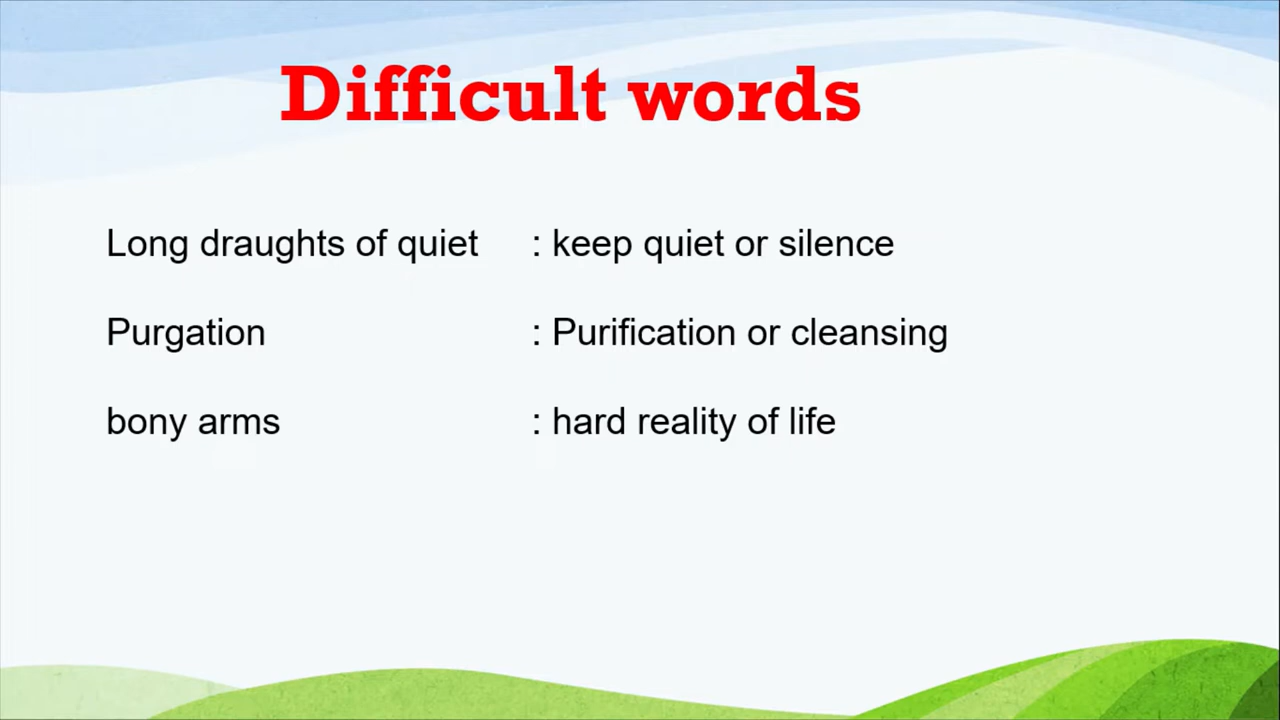 Difficult words
Long draughts of quiet : keep quiet or silence
Purgation : Purification or cleansing
bony arms : hard reality of life